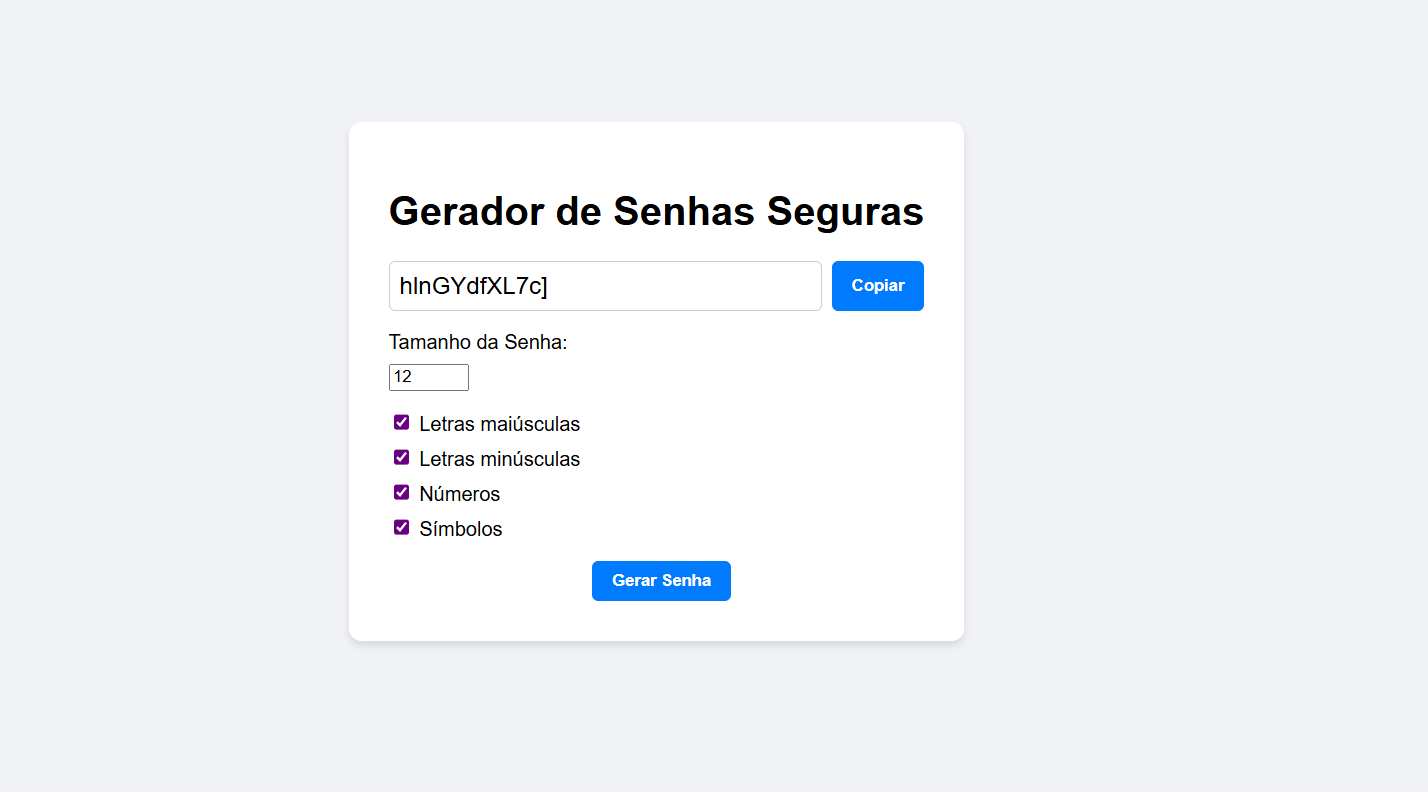 Gerador de Senhas Seguras
hlnGYdfXL7c]
Copiar
Tamanho da Senha:
12
Letras maiúsculas
Letras minúsculas
Números
Símbolos
Gerar Senha